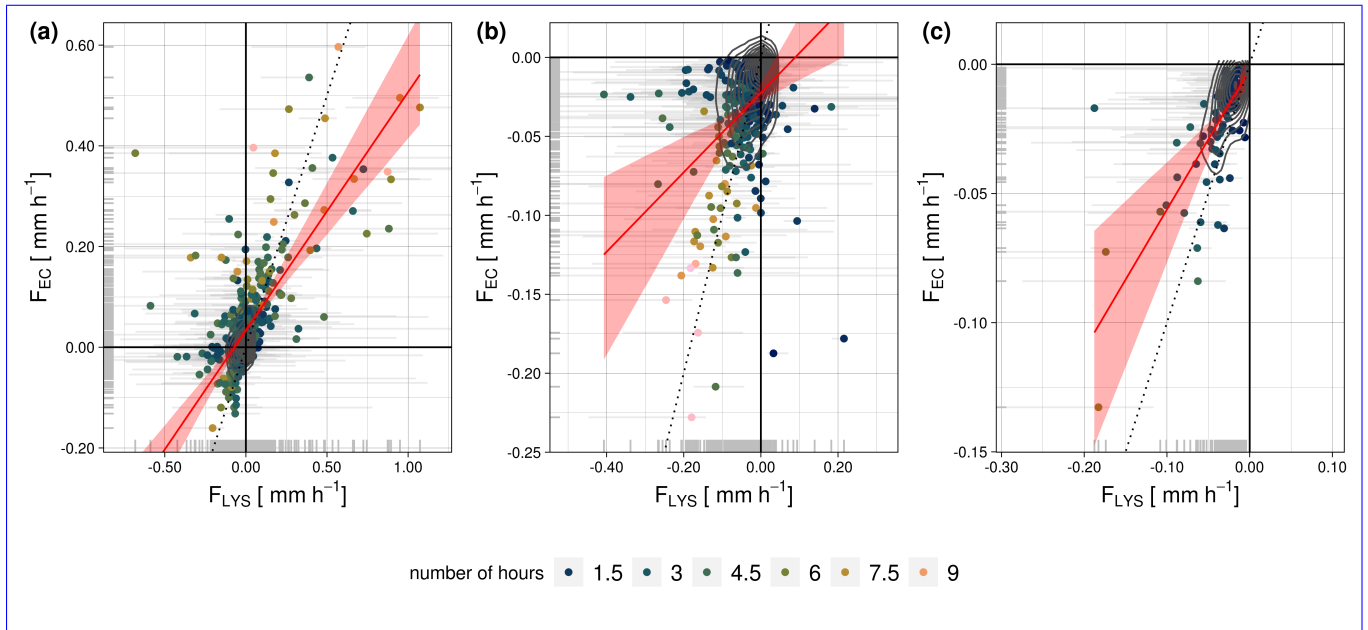 (a)
0.60
0.40
0.20
0.00
-0.20
F_EC [ mm h⁻¹]
-0.50 0.00 0.50 1.00
F_LYS [ mm h⁻¹]
(b)
0.00
-0.05
-0.10
-0.15
-0.20
-0.25
F_EC [ mm h⁻¹]
-0.40 -0.20 0.00 0.20
F_LYS [ mm h⁻¹]
(c)
0.00
-0.05
-0.10
-0.15
F_EC [ mm h⁻¹]
-0.30 -0.20 -0.10 0.00 0.10
F_LYS [ mm h⁻¹]
number of hours 1.5 3 4.5 6 7.5 9